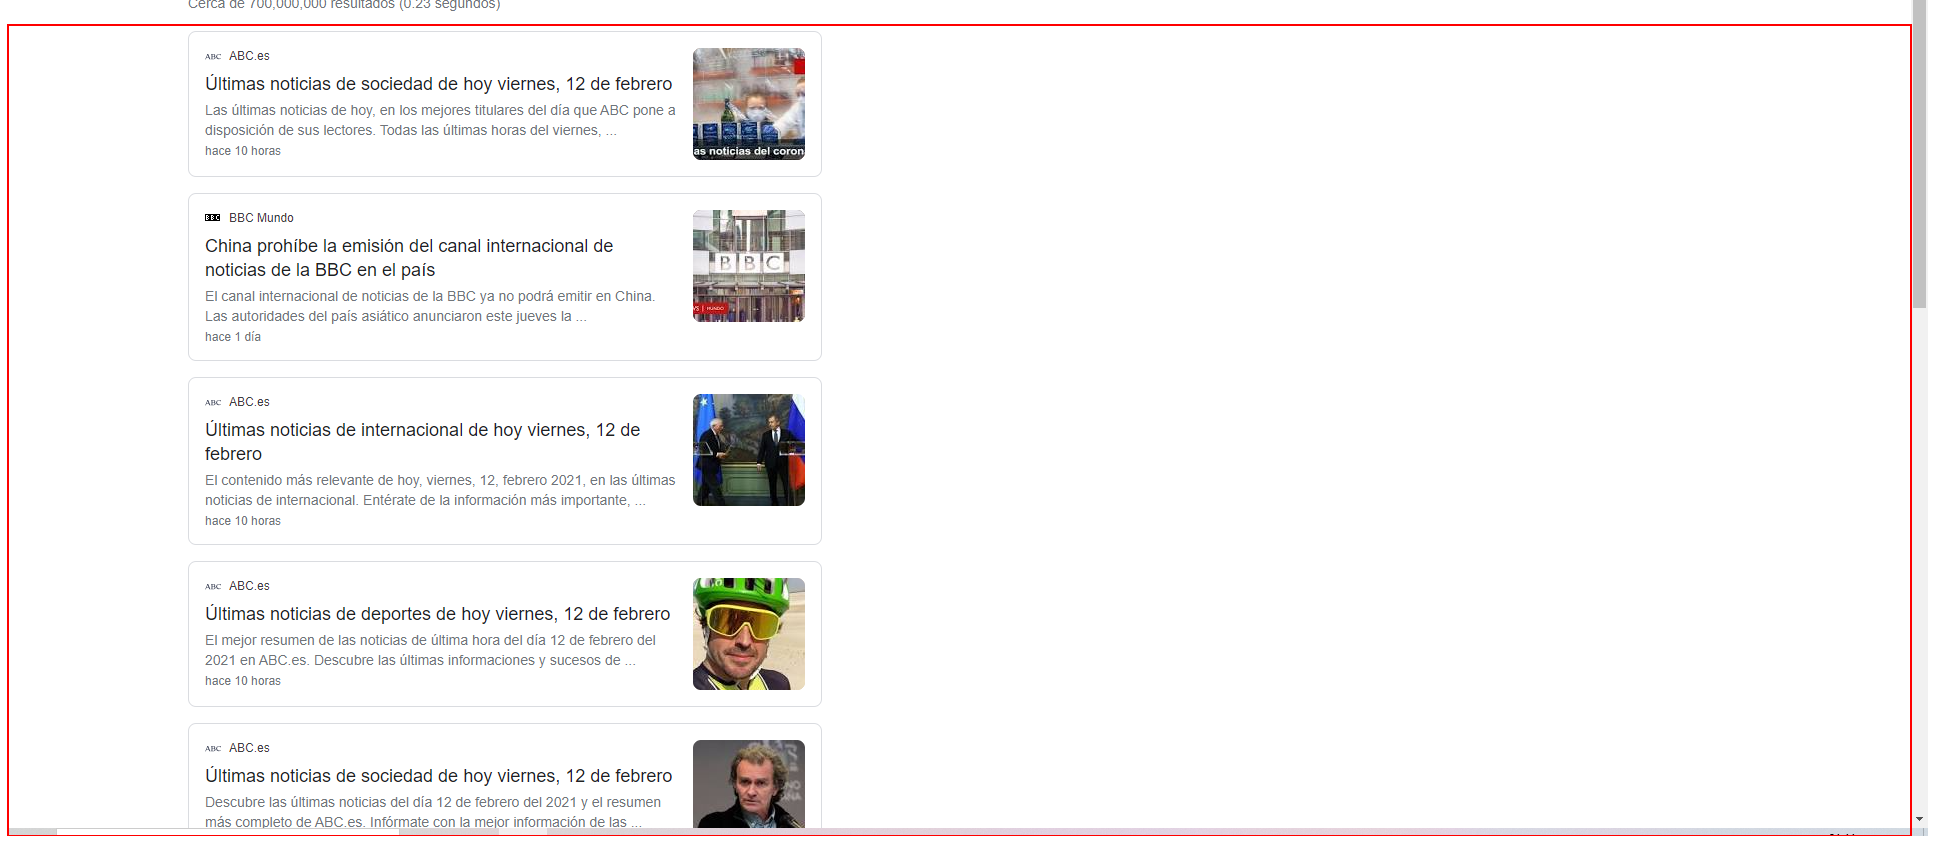 Cerca de 700,000,000 resultados (0.23 segundos)
ABC ABC.es
Últimas noticias de sociedad de hoy viernes, 12 de febrero
Las últimas noticias de hoy, en los mejores titulares del día que ABC pone a
disposición de sus lectores. Todas las últimas horas del viernes, ...
hace 10 horas
as noticias del coron
BBC BBC Mundo
China prohíbe la emisión del canal internacional de
noticias de la BBC en el país
El canal internacional de noticias de la BBC ya no podrá emitir en China.
Las autoridades del país asiático anunciaron este jueves la ...
hace 1 día
BBC
MUNDO
ABC ABC.es
Últimas noticias de internacional de hoy viernes, 12 de
febrero
El contenido más relevante de hoy, viernes, 12, febrero 2021, en las últimas
noticias de internacional. Entérate de la información más importante, ...
hace 10 horas
ABC ABC.es
Últimas noticias de deportes de hoy viernes, 12 de febrero
El mejor resumen de las noticias de última hora del día 12 de febrero del
2021 en ABC.es. Descubre las últimas informaciones y sucesos de ...
hace 10 horas
ABC ABC.es
Últimas noticias de sociedad de hoy viernes, 12 de febrero
Descubre las últimas noticias del día 12 de febrero del 2021 y el resumen
más completo de ABC.es. Infórmate con la mejor información de las ...